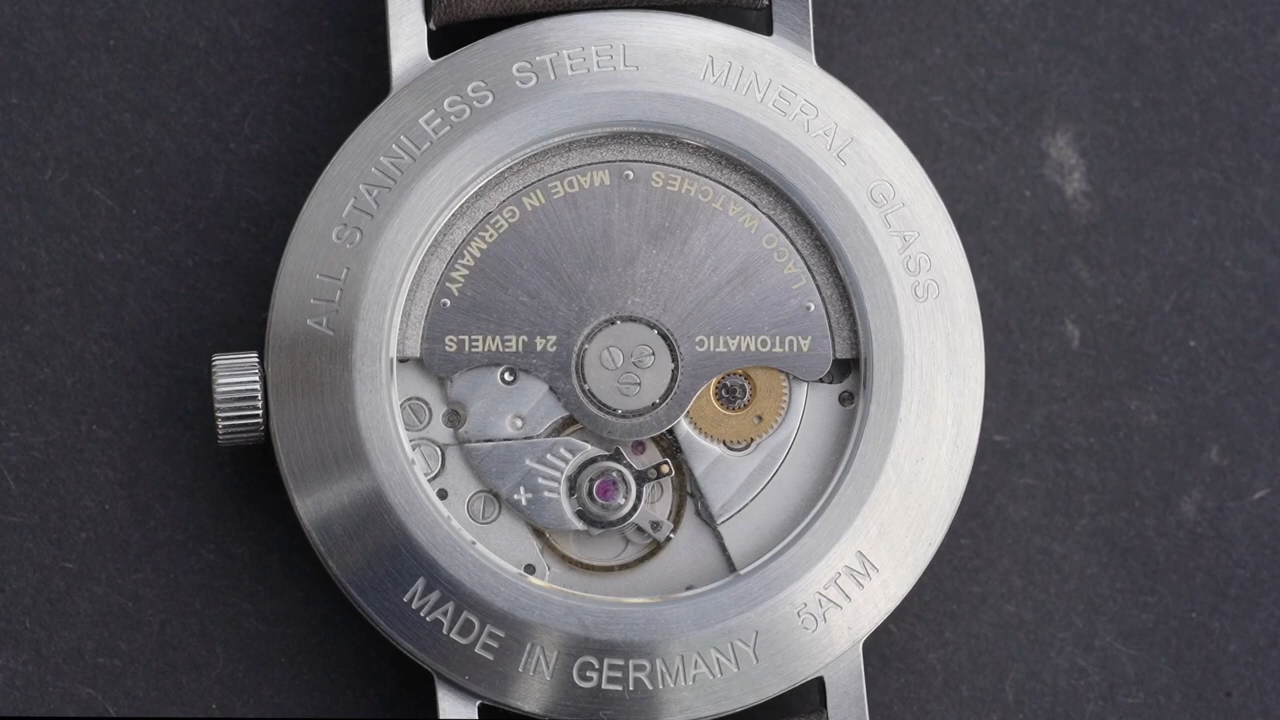 ALL STAINLESS STEEL
MINERAL GLASS
MADE IN GERMANY
5ATM
LACO WATCHES
MADE IN GERMANY
AUTOMATIC
24 JEWELS
+